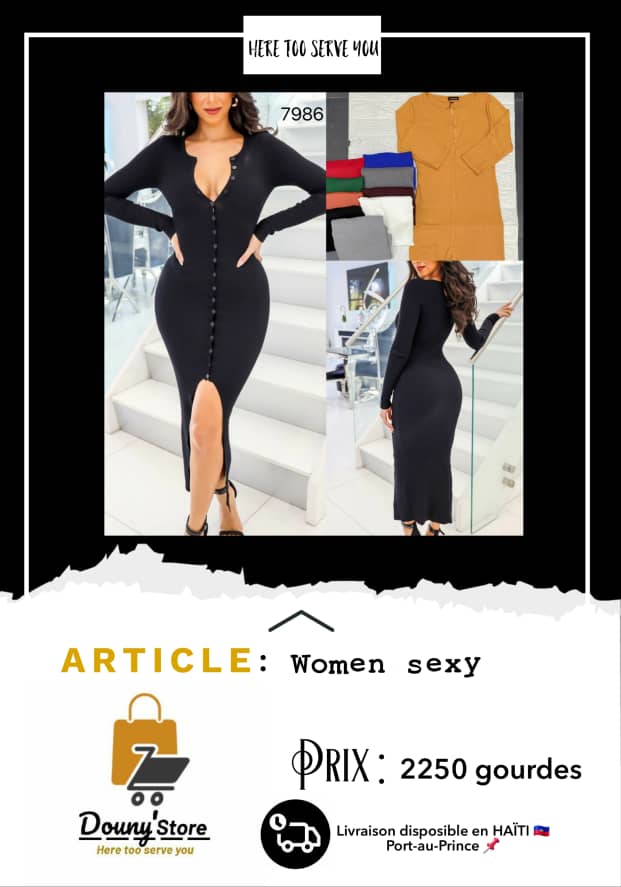 HERE TOO SERVE YOU
7986
ARTICLE: Women sexy
PRIX: 2250 gourdes
Douny'Store
Here too serve you
Livraison disposible en HAÏTI 🇭🇹
Port-au-Prince 📌